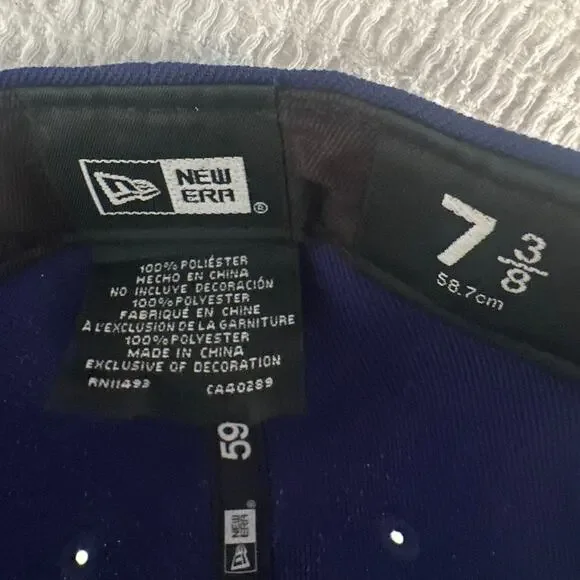 NEW
ERA
®
7 3/8
58.7cm
100% POLIÉSTER
HECHO EN CHINA
NO INCLUYE DECORACIÓN
100% POLYESTER
FABRIQUÉ EN CHINE
À L'EXCLUSION DE LA GARNITURE
100% POLYESTER
MADE IN CHINA
EXCLUSIVE OF DECORATION
RN11493 CA40289
59
NEW
ERA